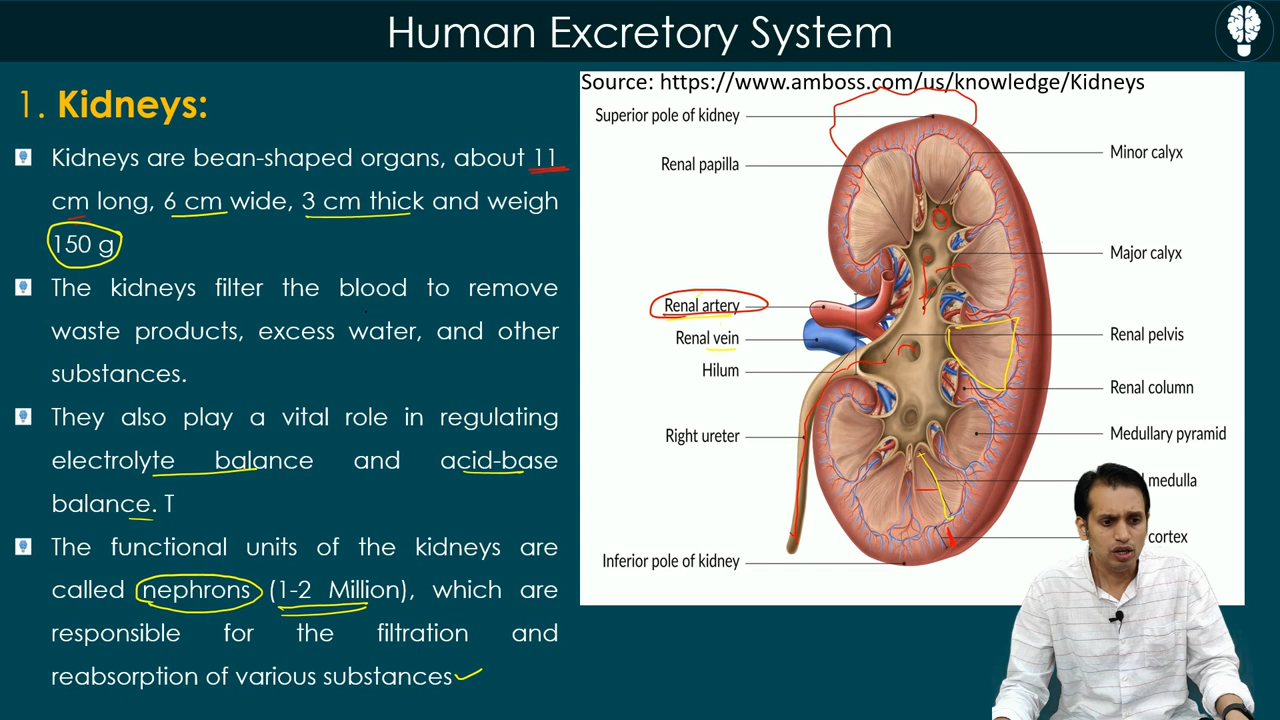 Human Excretory System
1. Kidneys:
Kidneys are bean-shaped organs, about 11
cm long, 6 cm wide, 3 cm thick and weigh
150 g
The kidneys filter the blood to remove
waste products, excess water, and other
substances.
They also play a vital role in regulating
electrolyte balance and acid-base
balance. T
The functional units of the kidneys are
called nephrons (1-2 Million), which are
responsible for the filtration and
reabsorption of various substances
Source: https://www.amboss.com/us/knowledge/Kidneys
Superior pole of kidney
Renal papilla
Renal artery
Renal vein
Hilum
Right ureter
Inferior pole of kidney
Minor calyx
Major calyx
Renal pelvis
Renal column
Medullary pyramid
medulla
cortex